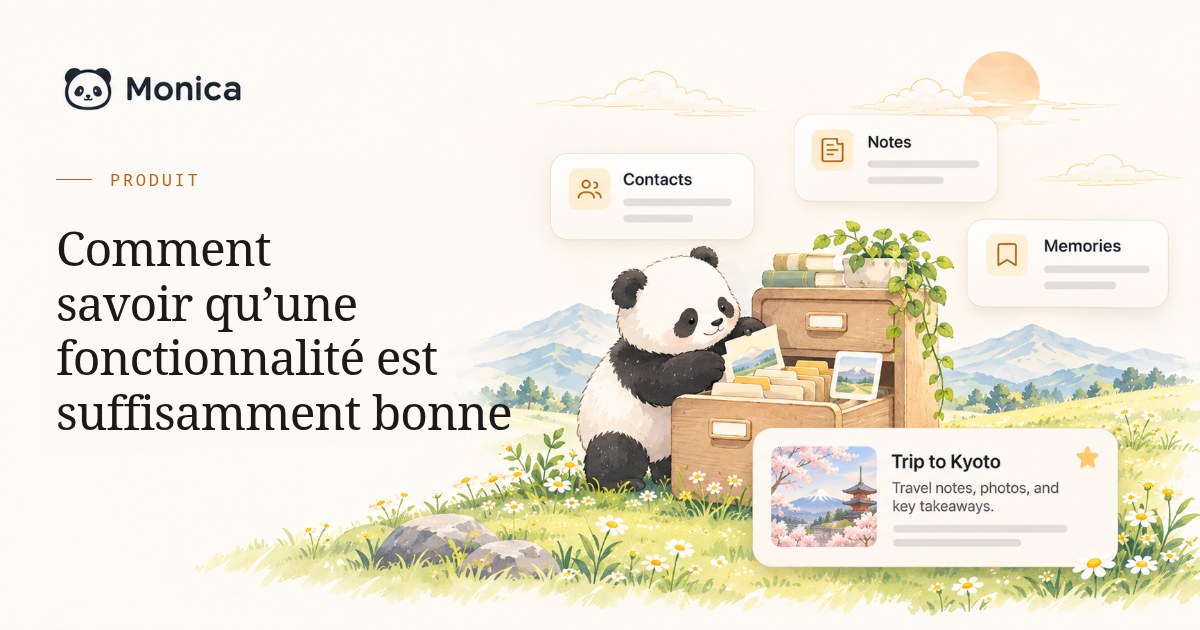 Monica
PRODUIT
Comment
savoir qu’une
fonctionnalité est
suffisamment bonne
Contacts
Notes
Memories
Trip to Kyoto
Travel notes, photos, and
key takeaways.